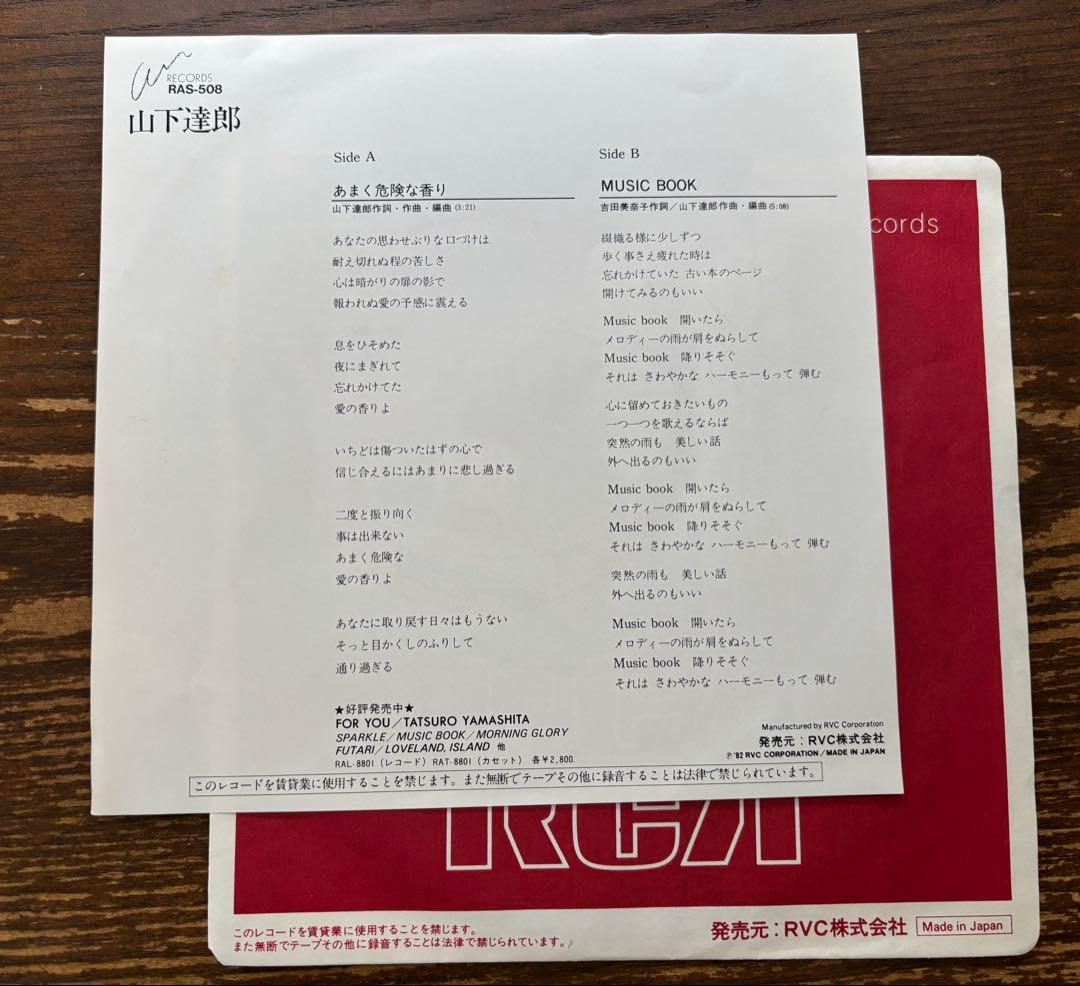 am RECORDS
RAS-508
山下達郎
Side A
あまく危険な香り
山下達郎作詞・作曲・編曲(3:21)
あなたの思わせぶりな口づけは
耐え切れぬ程の苦しさ
心は暗がりの扉の影で
報われぬ愛の予感に震える
息をひそめた
夜にまぎれて
忘れかけてた
愛の香りよ
いちどは傷ついたはずの心で
信じ合えるにはあまりに悲し過ぎる
二度と振り向く
事は出来ない
あまく危険な
愛の香りよ
あなたに取り戻す日々はもうない
そっと目かくしのふりして
通り過ぎる
★好評発売中★
FOR YOU/TATSURO YAMASHITA
SPARKLE/MUSIC BOOK/MORNING GLORY
FUTARI/LOVELAND, ISLAND 他
RAL-8801(レコード) RAT-8801(カセット) 各¥2,800.
Side B
MUSIC BOOK
吉田美奈子作詞/山下達郎作曲・編曲(5:08)
綴織る様に少しずつ
歩く事さえ疲れた時は
忘れかけていた 古い本のページ
開けてみるのもいい
Music book 開いたら
メロディーの雨が肩をぬらして
Music book 降りそそぐ
それは さわやかな ハーモニーもって 弾む
心に留めておきたいもの
一つ一つを歌えるならば
突然の雨も 美しい話
外へ出るのもいい
Music book 開いたら
メロディーの雨が肩をぬらして
Music book 降りそそぐ
それは さわやかな ハーモニーもって 弾む
突然の雨も 美しい話
外へ出るのもいい
Music book 開いたら
メロディーの雨が肩をぬらして
Music book 降りそそぐ
それは さわやかな ハーモニーもって 弾む
Manufactured by RVC Corporation
発売元:RVC株式会社
℗'82 RVC CORPORATION/MADE IN JAPAN
このレコードを賃貸業に使用することを禁じます。また無断でテープその他に録音することは法律で禁じられています。
cords
RCA
このレコードを賃貸業に使用することを禁じます。
また無断でテープその他に録音することは法律で禁じられています。
発売元:RVC株式会社
Made in Japan